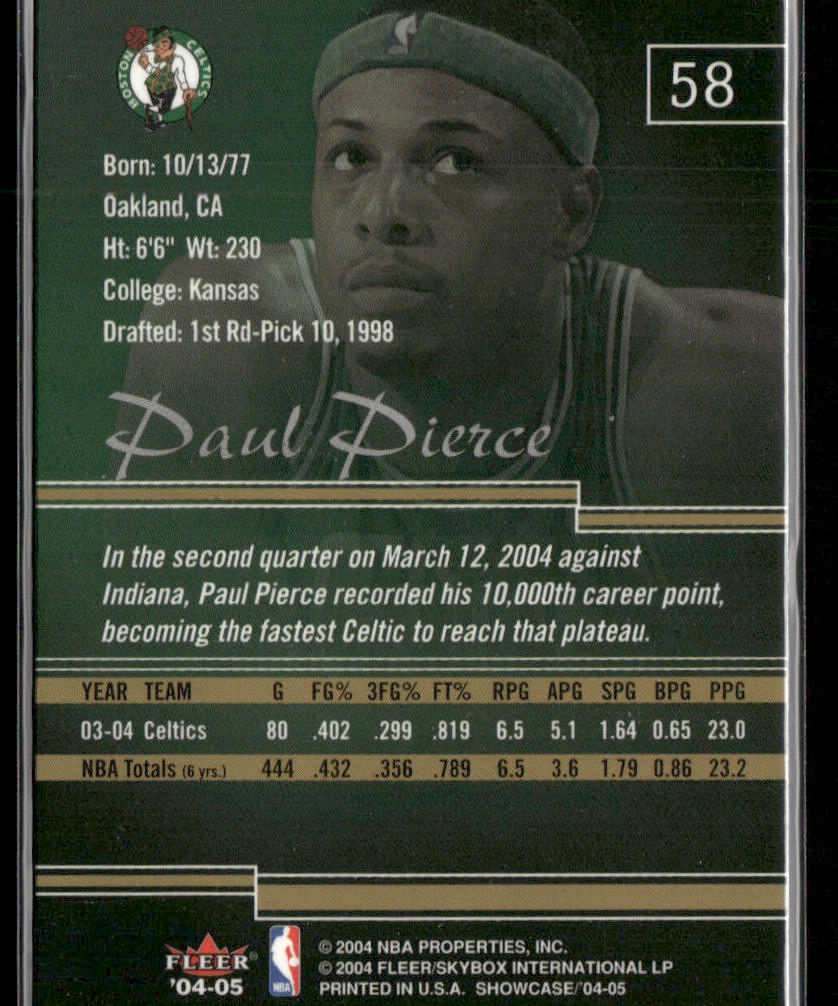 BOSTON CELTICS
58
Born: 10/13/77
Oakland, CA
Ht: 6'6" Wt: 230
College: Kansas
Drafted: 1st Rd-Pick 10, 1998
Paul Pierce
In the second quarter on March 12, 2004 against
Indiana, Paul Pierce recorded his 10,000th career point,
becoming the fastest Celtic to reach that plateau.
YEAR TEAM G FG% 3FG% FT% RPG APG SPG BPG PPG
03-04 Celtics 80 .402 .299 .819 6.5 5.1 1.64 0.65 23.0
NBA Totals (6 yrs.) 444 .432 .356 .789 6.5 3.6 1.79 0.86 23.2
FLEER®
'04-05
NBA
© 2004 NBA PROPERTIES, INC.
© 2004 FLEER/SKYBOX INTERNATIONAL LP
PRINTED IN U.S.A. SHOWCASE/'04-05